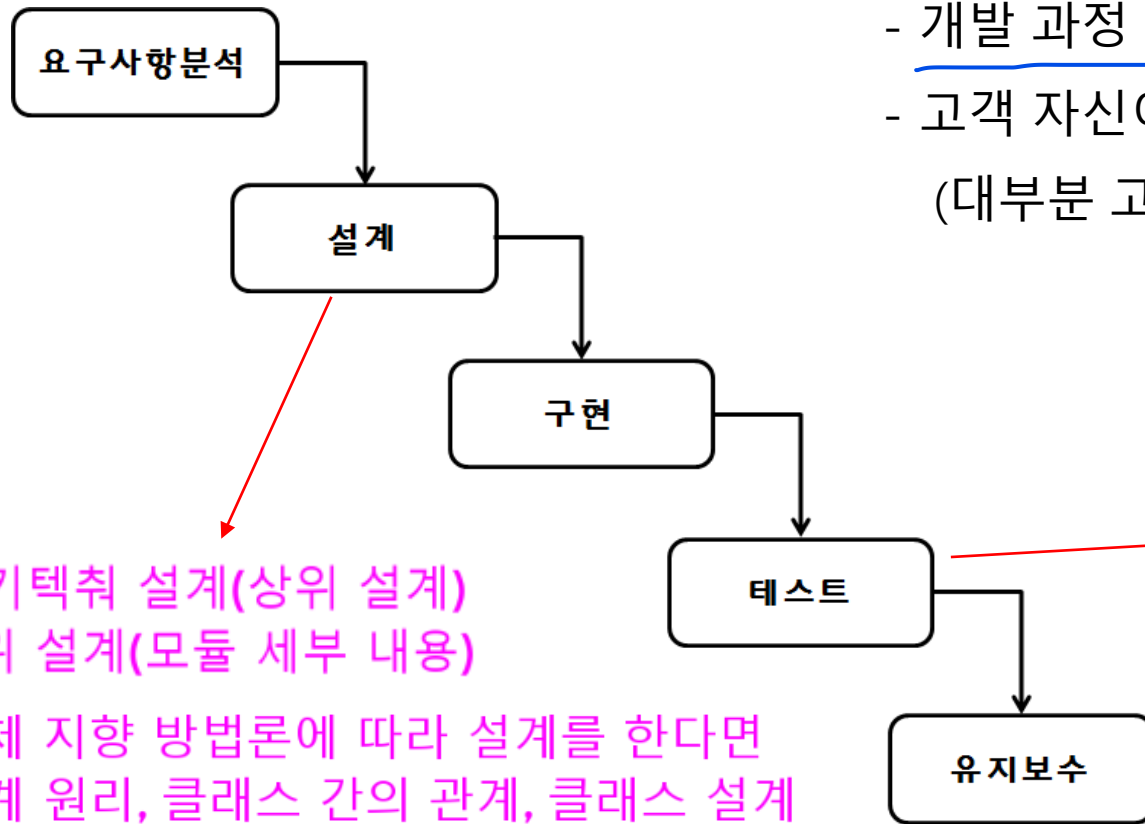 요구사항분석
- 개발 과정
- 고객 자신이
(대부분 고
설계
구현
키텍춰 설계(상위 설계)
설계(모듈 세부 내용)
테스트
지향 방법론에 따라 설계를 한다면
원리, 클래스 간의 관계, 클래스 설계
유지보수